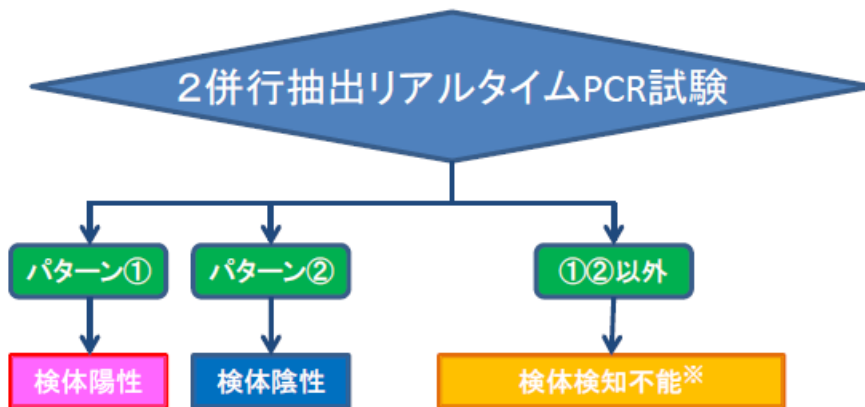 ２併行抽出リアルタイムPCR試験
パターン①
パターン②
①②以外
検体陽性
検体陰性
検体検知不能※